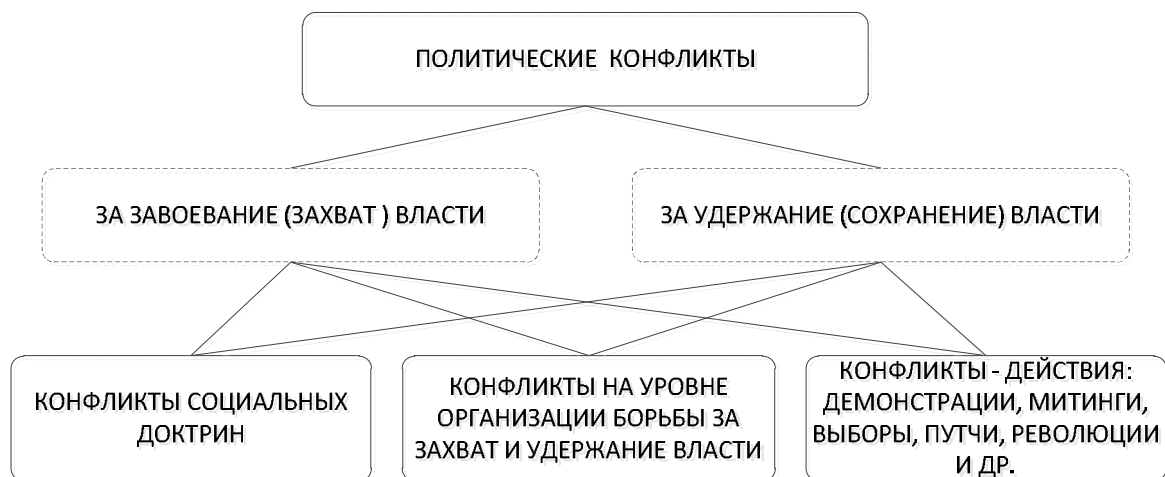 ПОЛИТИЧЕСКИЕ КОНФЛИКТЫ
ЗА ЗАВОЕВАНИЕ (ЗАХВАТ ) ВЛАСТИ
ЗА УДЕРЖАНИЕ (СОХРАНЕНИЕ) ВЛАСТИ
КОНФЛИКТЫ СОЦИАЛЬНЫХ
ДОКТРИН
КОНФЛИКТЫ НА УРОВНЕ
ОРГАНИЗАЦИИ БОРЬБЫ ЗА
ЗАХВАТ И УДЕРЖАНИЕ ВЛАСТИ
КОНФЛИКТЫ - ДЕЙСТВИЯ:
ДЕМОНСТРАЦИИ, МИТИНГИ,
ВЫБОРЫ, ПУТЧИ, РЕВОЛЮЦИИ
И ДР.